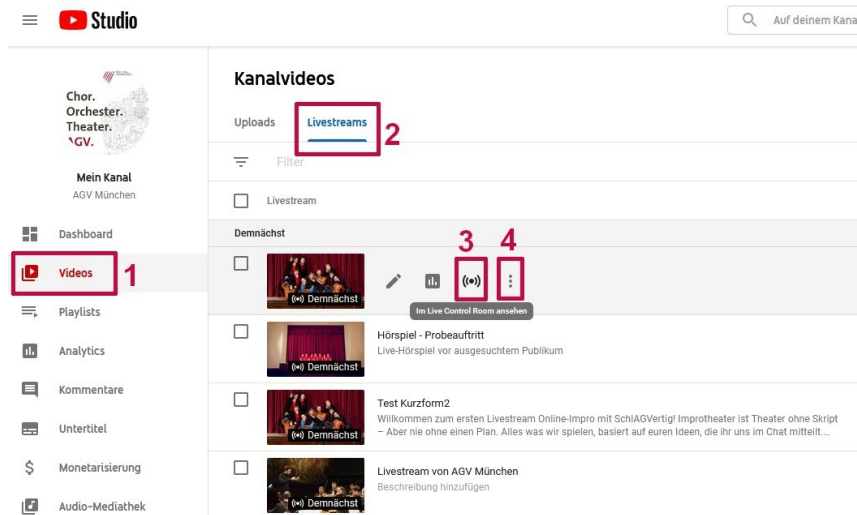 Studio
Auf deinem Kana
Chor.
Orchester.
Theater.
AGV.
Mein Kanal
AGV München
Dashboard
Videos
1
Playlists
Analytics
Kommentare
Untertitel
Monetarisierung
Audio-Mediathek
Kanalvideos
Uploads
Livestreams
2
Filter
Livestream
Demnächst
3
4
Demnächst
Im Live Control Room ansehen
Demnächst
Hörspiel - Probeauftritt
Live-Hörspiel vor ausgesuchtem Publikum
Demnächst
Test Kurzform2
Willkommen zum ersten Livestream Online-Impro mit SchlAGVertig! Improtheater ist Theater ohne Skript
– Aber nie ohne einen Plan. Alles was wir spielen, basiert auf euren Ideen, die ihr uns im Chat mitteilt....
Demnächst
Livestream von AGV München
Beschreibung hinzufügen